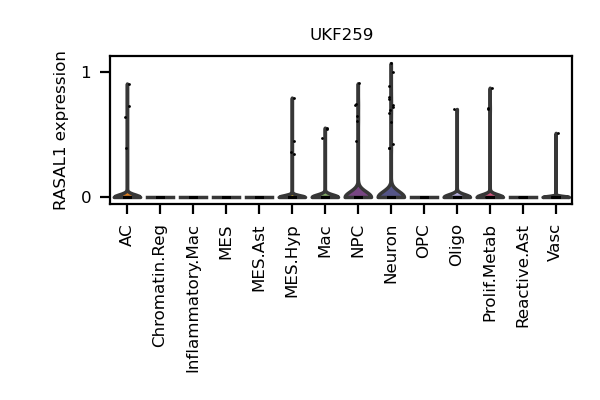 UKF259
RASAL1 expression
1
0
AC
Chromatin.Reg
Inflammatory.Mac
MES
MES.Ast
MES.Hyp
Mac
NPC
Neuron
OPC
Oligo
Prolif.Metab
Reactive.Ast
Vasc